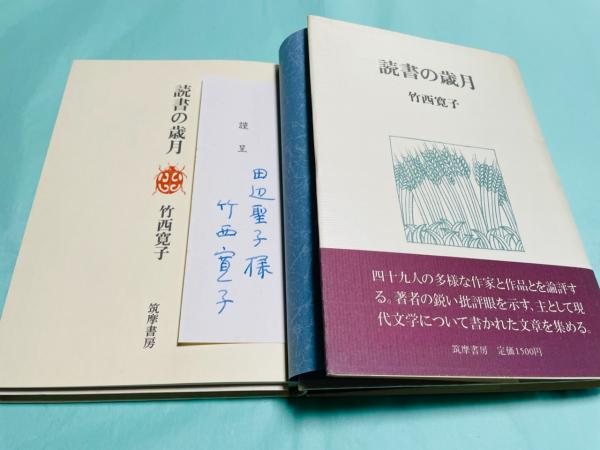 読書の歳月
竹西寛子
筑摩書房
謹呈
田辺聖子様
竹西寛子
読書の歳月
竹西寛子
四十九人の多様な作家と作品とを論評す
る。著者の鋭い批評眼を示す、主として現
代文学について書かれた文章を集める。
筑摩書房 定価1500円